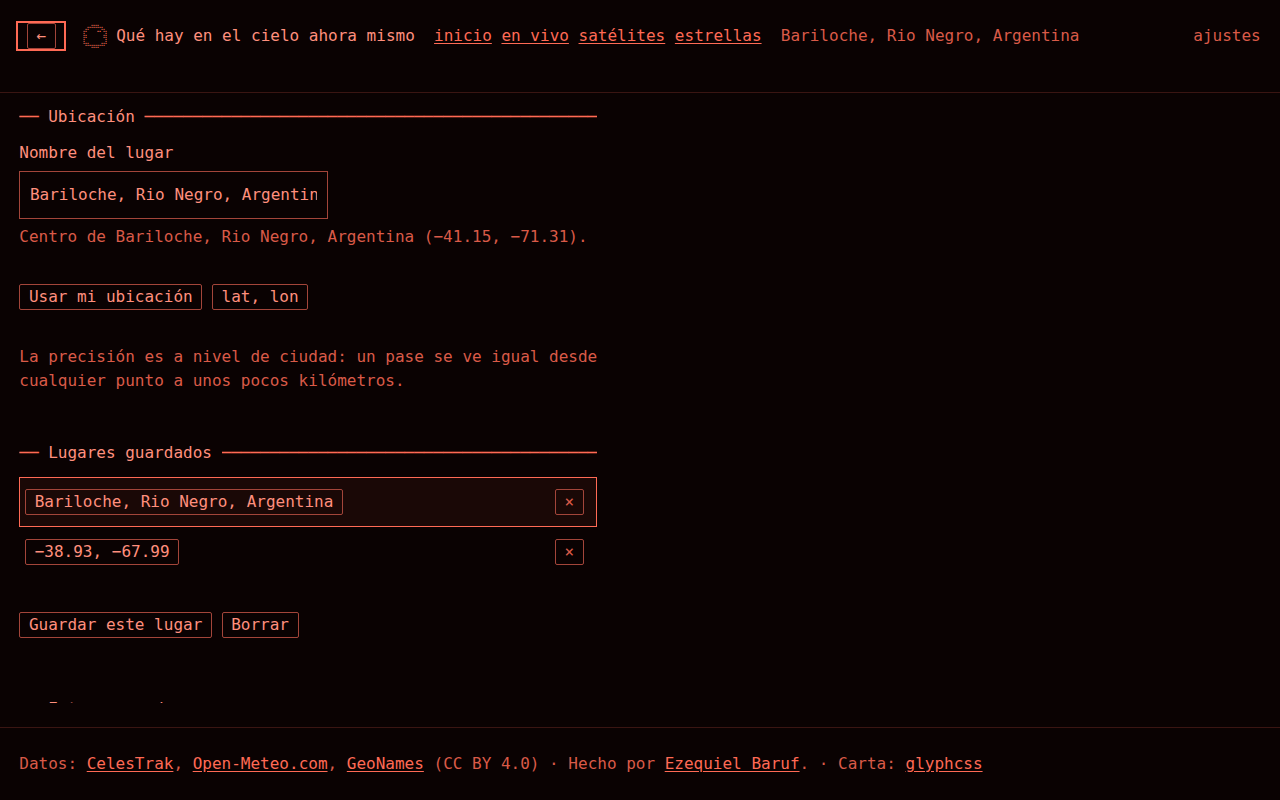 ← Qué hay en el cielo ahora mismo inicio en vivo satélites estrellas Bariloche, Rio Negro, Argentina ajustes
Ubicación
Nombre del lugar
Bariloche, Rio Negro, Argentin
Centro de Bariloche, Rio Negro, Argentina (−41.15, −71.31).
Usar mi ubicación lat, lon
La precisión es a nivel de ciudad: un pase se ve igual desde
cualquier punto a unos pocos kilómetros.
Lugares guardados
Bariloche, Rio Negro, Argentina ×
−38.93, −67.99 ×
Guardar este lugar Borrar
Datos: CelesTrak, Open-Meteo.com, GeoNames (CC BY 4.0) · Hecho por Ezequiel Baruf. · Carta: glyphcss